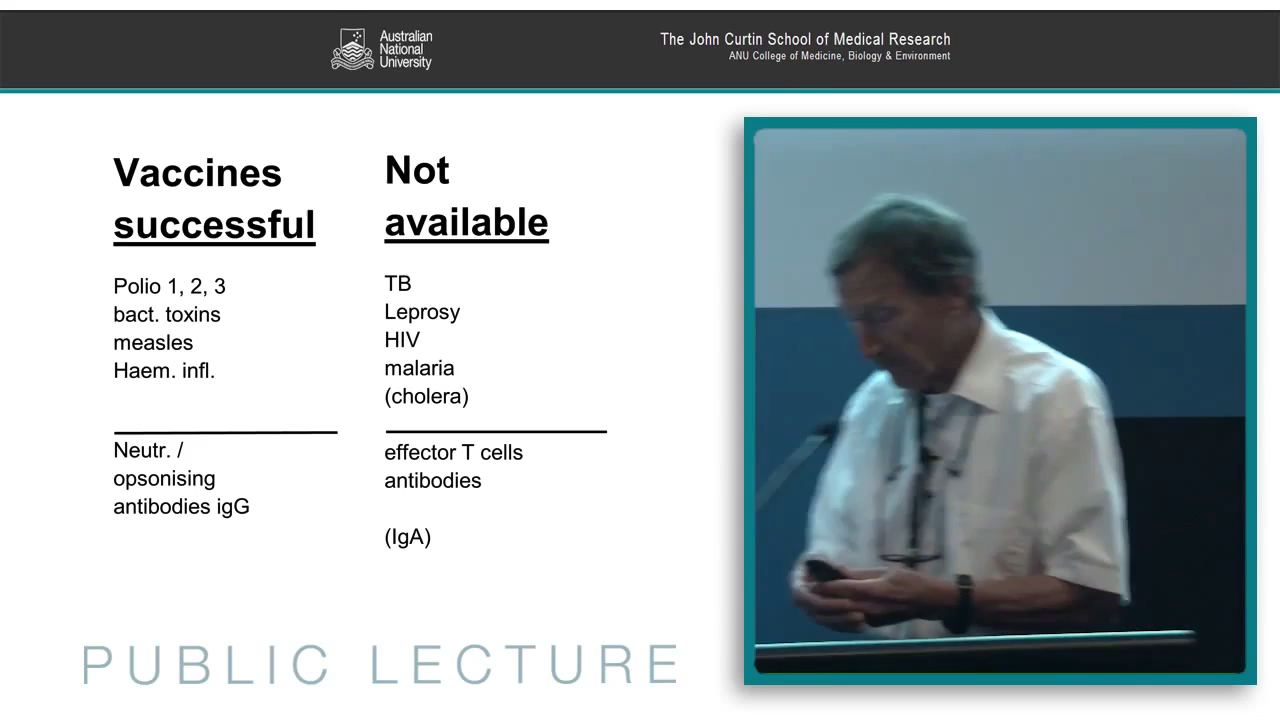 Australian
National
University
The John Curtin School of Medical Research
ANU College of Medicine, Biology & Environment
Vaccines
successful
Polio 1, 2, 3
bact. toxins
measles
Haem. infl.
Neutr. /
opsonising
antibodies igG
Not
available
TB
Leprosy
HIV
malaria
(cholera)
effector T cells
antibodies
(IgA)
PUBLIC LECTURE